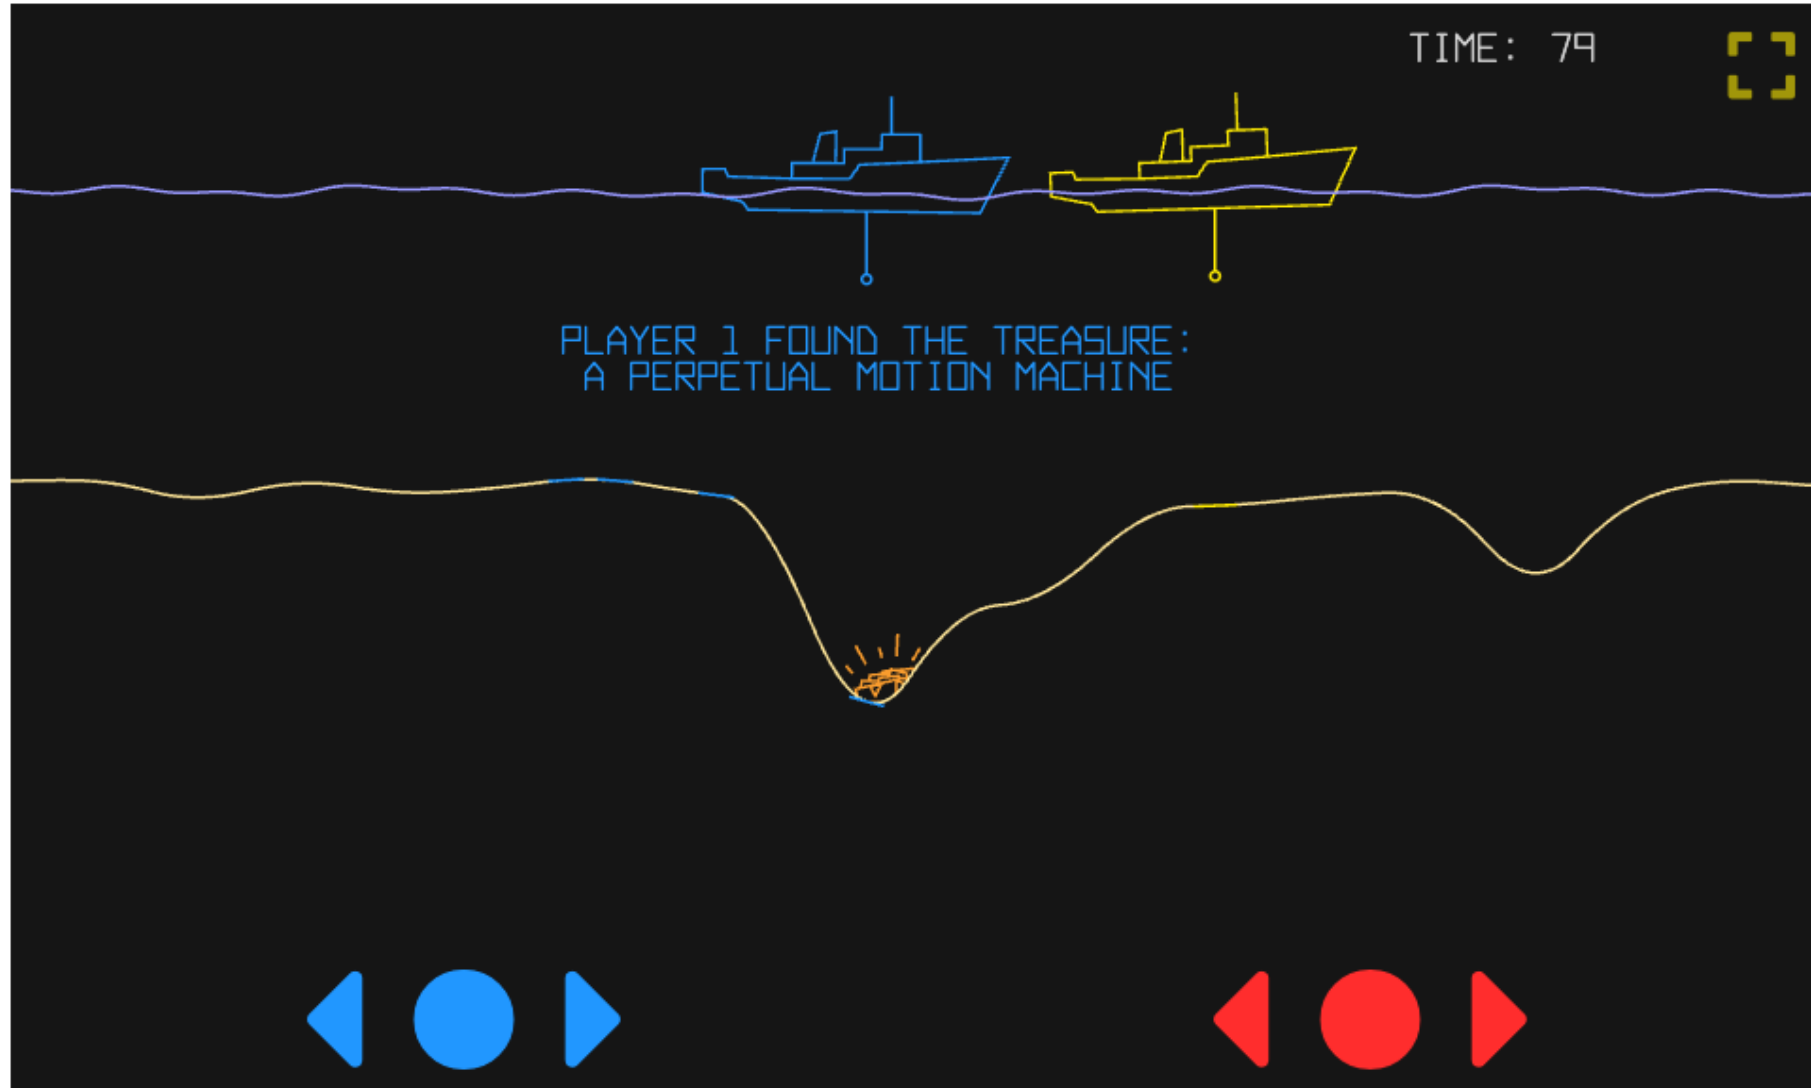 TIME: 79
PLAYER 1 FOUND THE TREASURE:
A PERPETUAL MOTION MACHINE